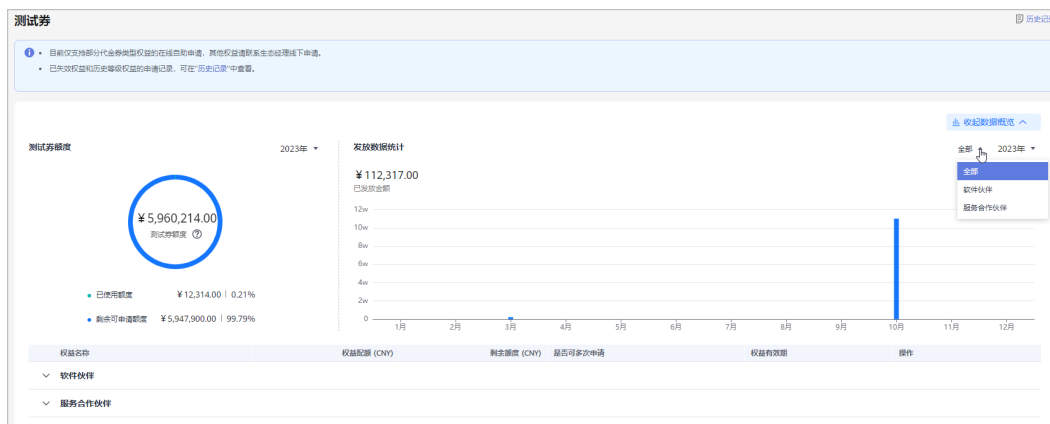 测试券
历史记
目前仅支持部分代金券类型权益的在线自助申请，其他权益请联系生态经理线下申请。
已失效权益和历史等级权益的申请记录，可在“历史记录”中查看。
收起数据概览
测试券额度
2023年
发放数据统计
全部
2023年
全部
软件伙伴
服务合作伙伴
¥ 112,317.00
已发放金额
¥ 5,960,214.00
测试券额度
12w
10w
8w
6w
4w
2w
0
1月 2月 3月 4月 5月 6月 7月 8月 9月 10月 11月 12月
已使用额度 ¥ 12,314.00 | 0.21%
剩余可申请额度 ¥ 5,947,900.00 | 99.79%
权益名称 权益配额 (CNY) 剩余额度 (CNY) 是否可多次申请 权益有效期 操作
软件伙伴
服务合作伙伴